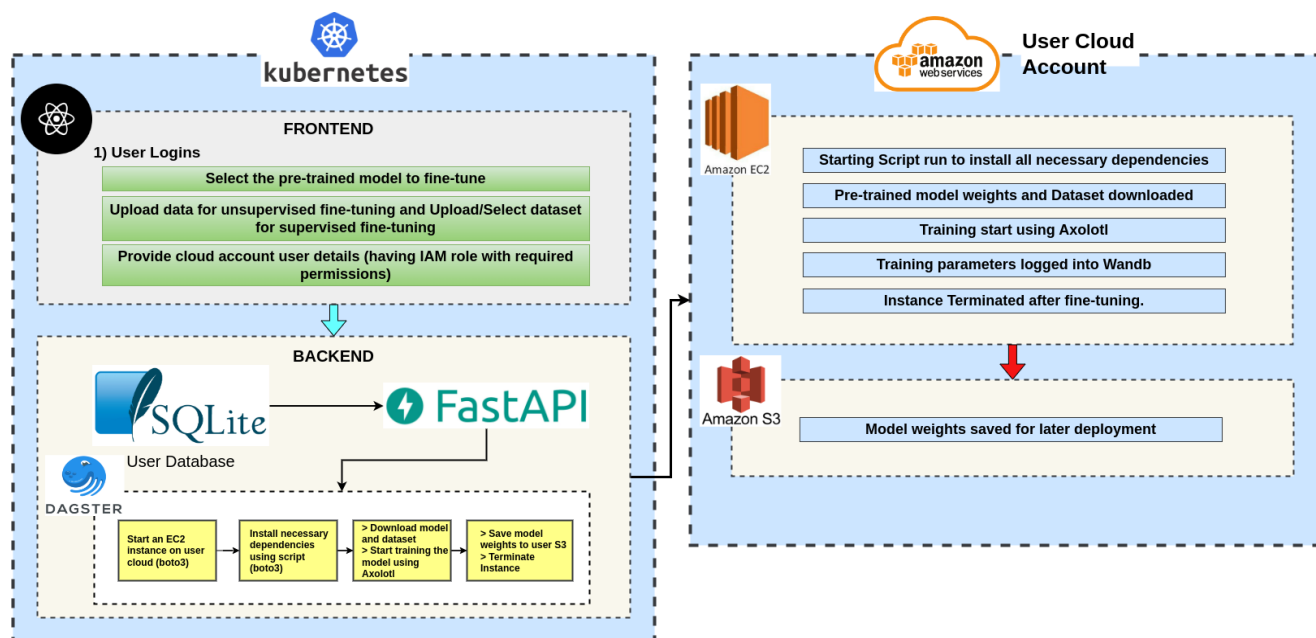 kubernetes
FRONTEND
1) User Logins
Select the pre-trained model to fine-tune
Upload data for unsupervised fine-tuning and Upload/Select dataset
for supervised fine-tuning
Provide cloud account user details (having IAM role with required
permissions)
BACKEND
SQLite
FastAPI
User Database
DAGSTER
Start an EC2
instance on user
cloud (boto3)
Install necessary
dependencies
using script
(boto3)
> Download model
and dataset
> Start training the
model using
Axolotl
> Save model
weights to user S3
> Terminate
Instance
amazon
webservices
User Cloud
Account
Amazon EC2
Starting Script run to install all necessary dependencies
Pre-trained model weights and Dataset downloaded
Training start using Axolotl
Training parameters logged into Wandb
Instance Terminated after fine-tuning.
Amazon S3
Model weights saved for later deployment